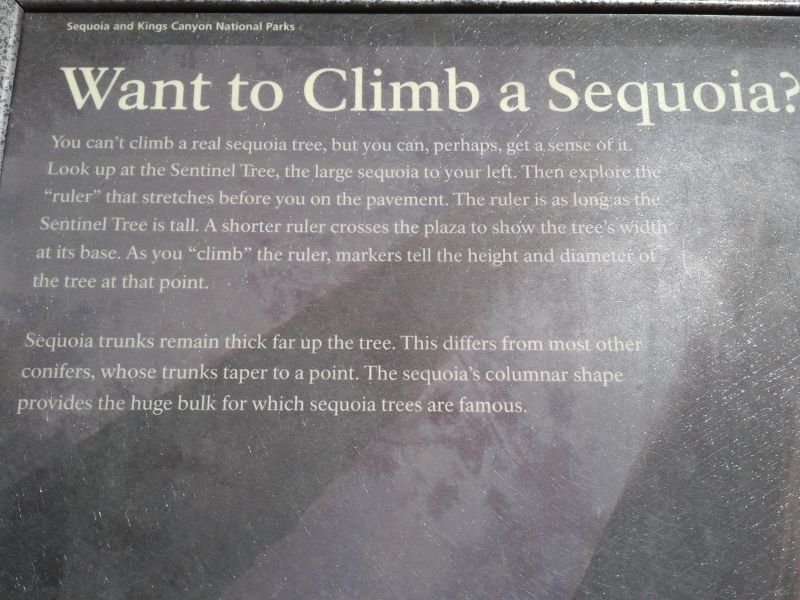 Sequoia and Kings Canyon National Parks
Want to Climb a Sequoia?
You can't climb a real sequoia tree, but you can, perhaps, get a sense of it.
Look up at the Sentinel Tree, the large sequoia to your left. Then explore the
"ruler" that stretches before you on the pavement. The ruler is as long as the
Sentinel Tree is tall. A shorter ruler crosses the plaza to show the tree's width
at its base. As you "climb" the ruler, markers tell the height and diameter of
the tree at that point.
Sequoia trunks remain thick far up the tree. This differs from most other
conifers, whose trunks taper to a point. The sequoia's columnar shape
provides the huge bulk for which sequoia trees are famous.